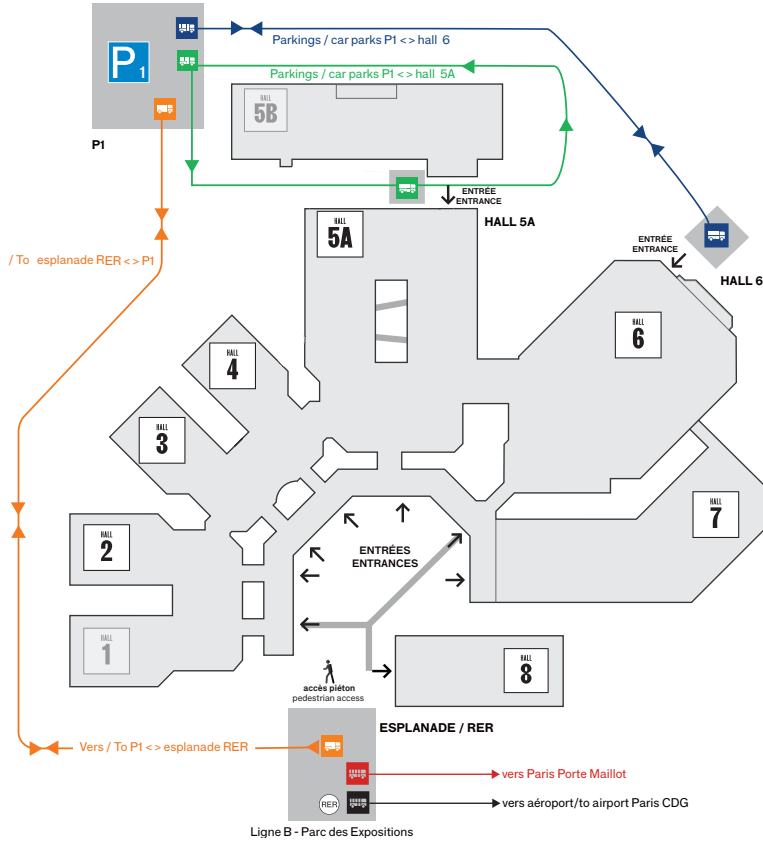 P1
Parkings / car parks P1 <> hall 6
Parkings / car parks P1 <> hall 5A
P1
HALL
5B
ENTRÉE
ENTRANCE
HALL 5A
HALL
5A
ENTRÉE
ENTRANCE
HALL 6
/ To esplanade RER <> P1
HALL
6
HALL
4
HALL
3
HALL
7
HALL
2
ENTRÉES
ENTRANCES
HALL
1
HALL
8
accès piéton
pedestrian access
ESPLANADE / RER
Vers / To P1 <> esplanade RER
vers Paris Porte Maillot
RER
vers aéroport/to airport Paris CDG
Ligne B - Parc des Expositions